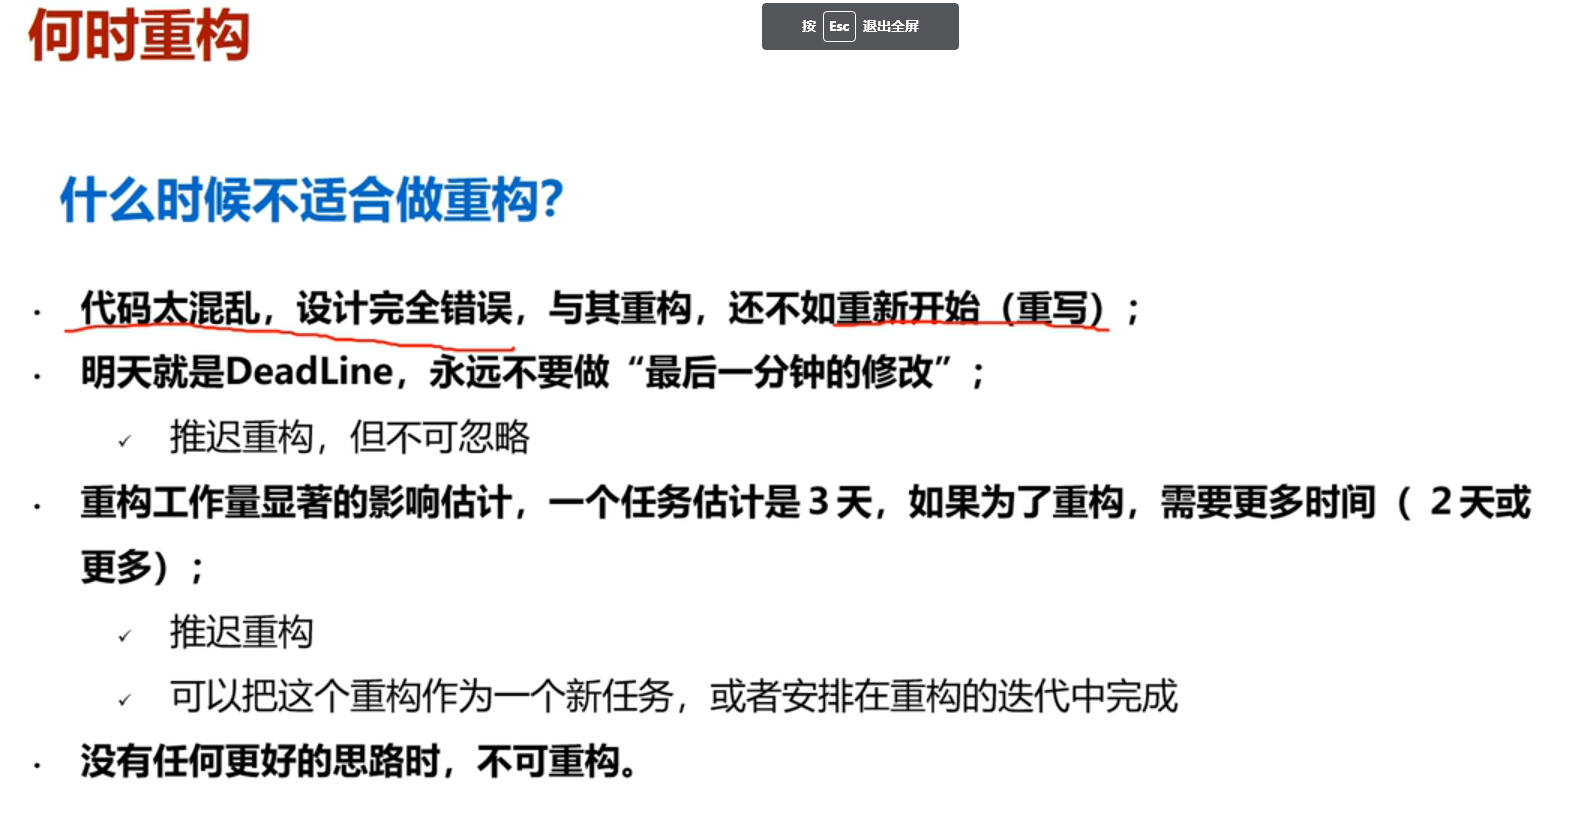 何时重构
按 Esc 退出全屏
什么时候不适合做重构？
· 代码太混乱，设计完全错误，与其重构，还不如重新开始（重写）；
· 明天就是DeadLine，永远不要做“最后一分钟的修改”；
✓ 推迟重构，但不可忽略
· 重构工作量显著的影响估计，一个任务估计是3天，如果为了重构，需要更多时间（ 2天或
更多）；
✓ 推迟重构
✓ 可以把这个重构作为一个新任务，或者安排在重构的迭代中完成
· 没有任何更好的思路时，不可重构。